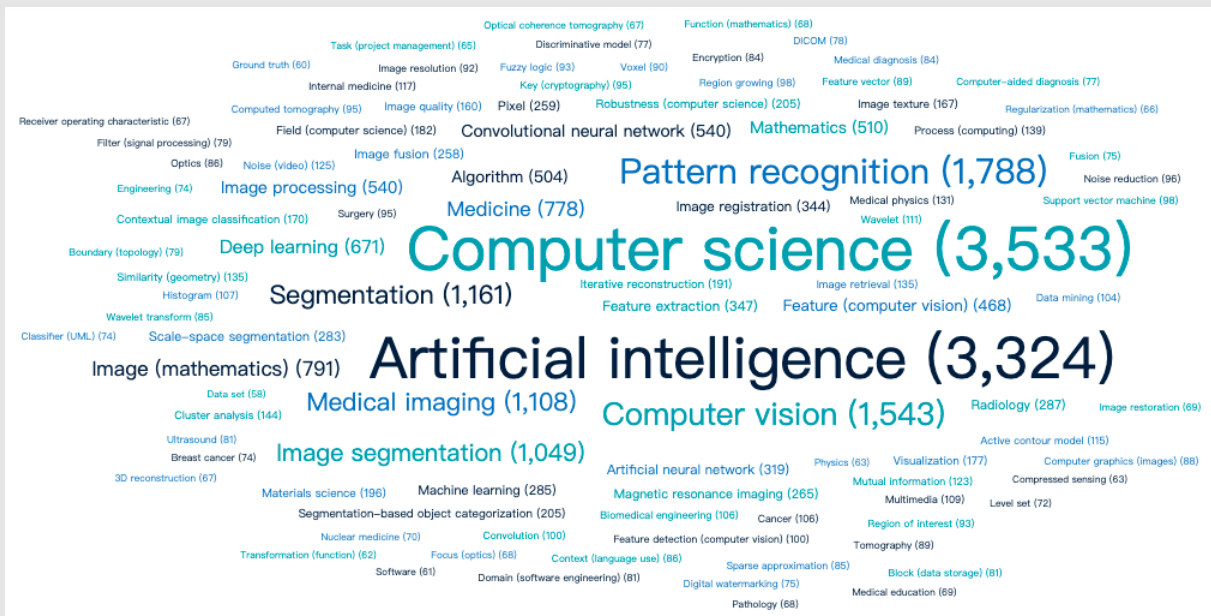 Optical coherence tomography (67) Function (mathematics) (68)
Task (project management) (65) Discriminative model (77) DICOM (78)
Ground truth (60) Image resolution (92) Fuzzy logic (93) Voxel (90) Encryption (84) Medical diagnosis (84)
Internal medicine (117) Key (cryptography) (95) Region growing (98) Feature vector (89) Computer-aided diagnosis (77)
Computed tomography (95) Image quality (160) Pixel (259) Robustness (computer science) (205) Image texture (167) Regularization (mathematics) (66)
Receiver operating characteristic (67) Field (computer science) (182) Convolutional neural network (540) Mathematics (510) Process (computing) (139)
Filter (signal processing) (79) Image fusion (258) Fusion (75)
Optics (86) Noise (video) (125) Algorithm (504) Pattern recognition (1,788) Noise reduction (96)
Engineering (74) Image processing (540) Medicine (778) Image registration (344) Medical physics (131) Support vector machine (98)
Contextual image classification (170) Surgery (95) Wavelet (111)
Boundary (topology) (79) Deep learning (671) Computer science (3,533)
Similarity (geometry) (135) Iterative reconstruction (191) Image retrieval (135)
Histogram (107) Segmentation (1,161) Feature extraction (347) Feature (computer vision) (468) Data mining (104)
Wavelet transform (85)
Classifier (UML) (74) Scale-space segmentation (283)
Image (mathematics) (791) Artificial intelligence (3,324)
Data set (58) Medical imaging (1,108) Computer vision (1,543) Radiology (287) Image restoration (69)
Cluster analysis (144)
Ultrasound (81) Active contour model (115)
Breast cancer (74) Image segmentation (1,049) Artificial neural network (319) Physics (63) Visualization (177) Computer graphics (images) (88)
3D reconstruction (67) Mutual information (123) Compressed sensing (63)
Materials science (196) Machine learning (285) Magnetic resonance imaging (265) Multimedia (109) Level set (72)
Segmentation-based object categorization (205) Biomedical engineering (106) Cancer (106) Region of interest (93)
Nuclear medicine (70) Convolution (100) Feature detection (computer vision) (100) Tomography (89)
Transformation (function) (62) Focus (optics) (68) Context (language use) (86) Sparse approximation (85)
Software (61) Domain (software engineering) (81) Digital watermarking (75) Block (data storage) (81)
Pathology (68) Medical education (69)